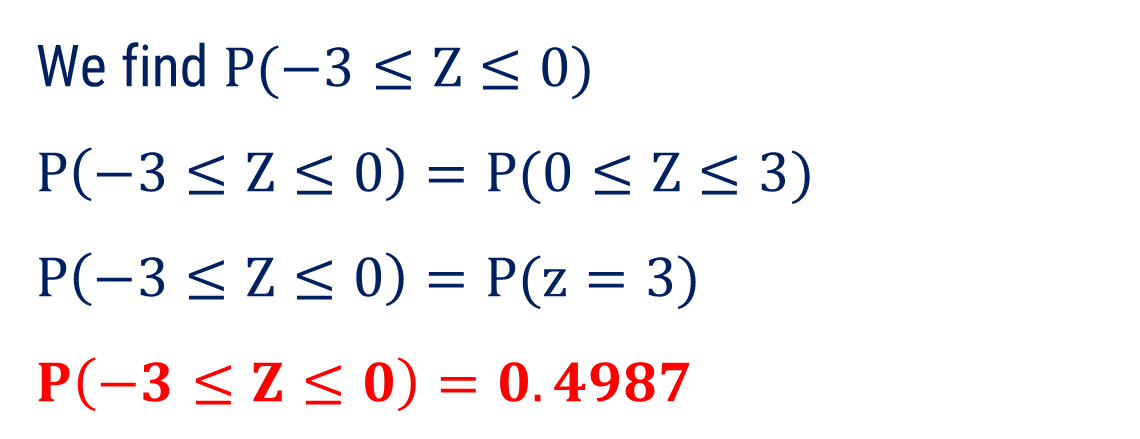 We find P(−3 ≤ Z ≤ 0)
P(−3 ≤ Z ≤ 0) = P(0 ≤ Z ≤ 3)
P(−3 ≤ Z ≤ 0) = P(z = 3)
P(−3 ≤ Z ≤ 0) = 0.4987